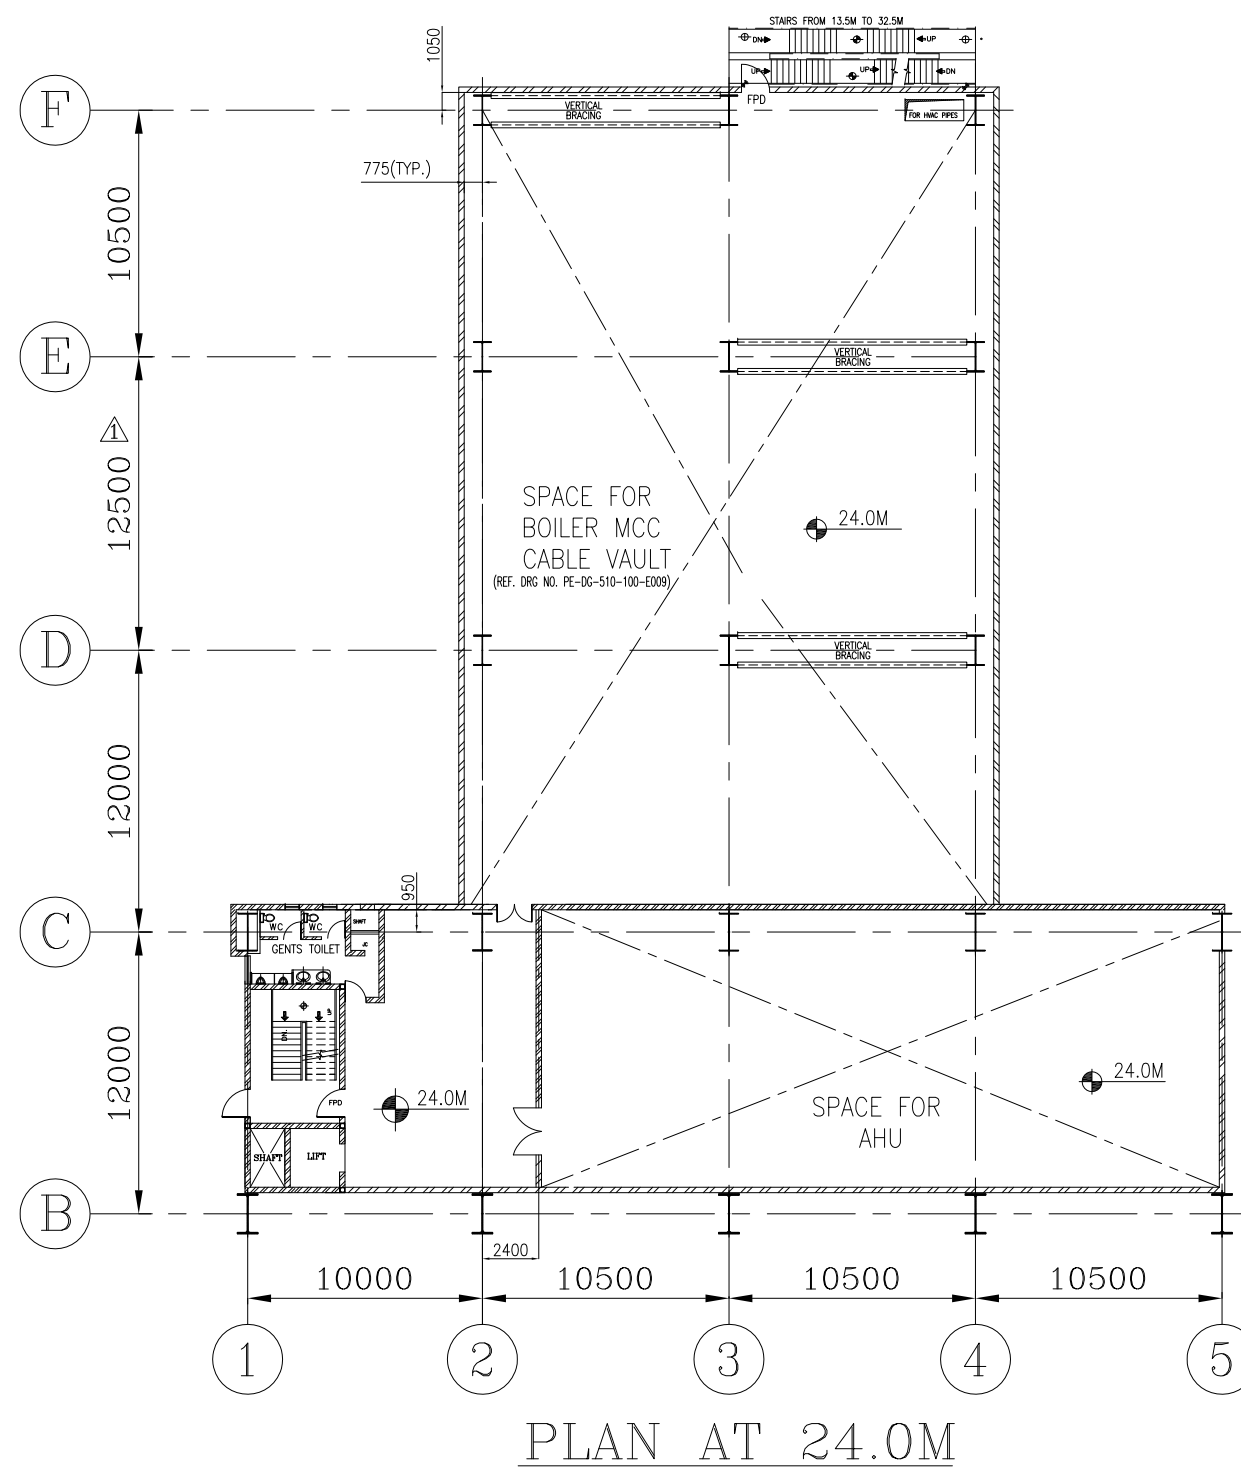 STAIRS FROM 13.5M TO 32.5M
DN
UP
UP
UP
DN
1050
F
VERTICAL
BRACING
FPD
FOR HVAC PIPES
775(TYP.)
10500
E
VERTICAL
BRACING
1
12500
SPACE FOR
BOILER MCC
CABLE VAULT
(REF. DRG NO. PE-DG-510-100-E009)
24.0M
D
VERTICAL
BRACING
12000
950
C
WC
WC
SHAFT
GENTS TOILET
JC
UP
DN.
12000
FPD
24.0M
24.0M
SPACE FOR
AHU
SHAFT
LIFT
B
2400
10000
10500
10500
10500
1
2
3
4
5
PLAN AT 24.0M